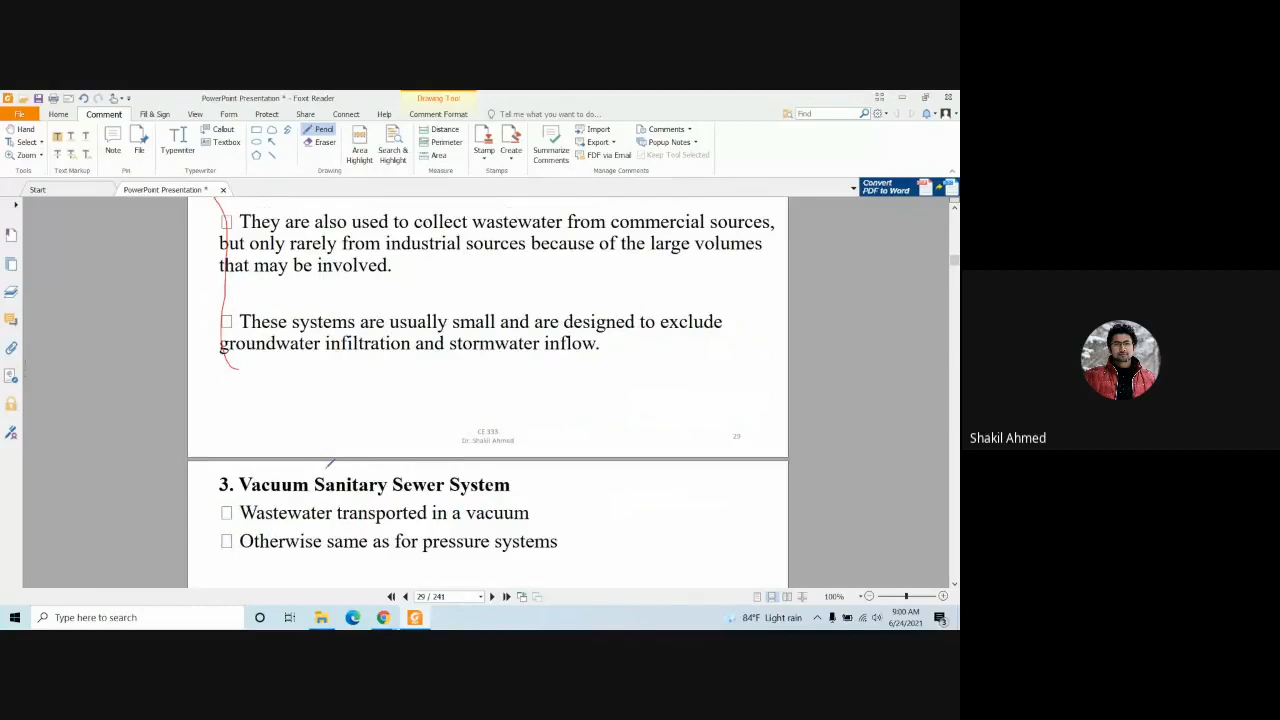 PowerPoint Presentation * - Foxit Reader
Drawing Tool
File Home Comment Fill & Sign View Form Protect Share Connect Help Comment Format Tell me what you want to do... Find
Hand
Select
Zoom
Tools
Text Markup
Note
File
Pin
Typewriter
Callout
Textbox
Typewriter
Pencil
Eraser
Area Highlight
Search & Highlight
Drawing
Distance
Perimeter
Area
Measure
Stamp
Create
Stamps
Summarize Comments
Import
Export
FDF via Email
Comments
Popup Notes
Keep Tool Selected
Manage Comments
Start PowerPoint Presentation *
Convert PDF to Word
They are also used to collect wastewater from commercial sources,
but only rarely from industrial sources because of the large volumes
that may be involved.
These systems are usually small and are designed to exclude
groundwater infiltration and stormwater inflow.
CE 333
Dr. Shakil Ahmed
29
3. Vacuum Sanitary Sewer System
Wastewater transported in a vacuum
Otherwise same as for pressure systems
29 / 241
100%
Type here to search
84°F Light rain
9:00 AM
6/24/2021
3
Shakil Ahmed